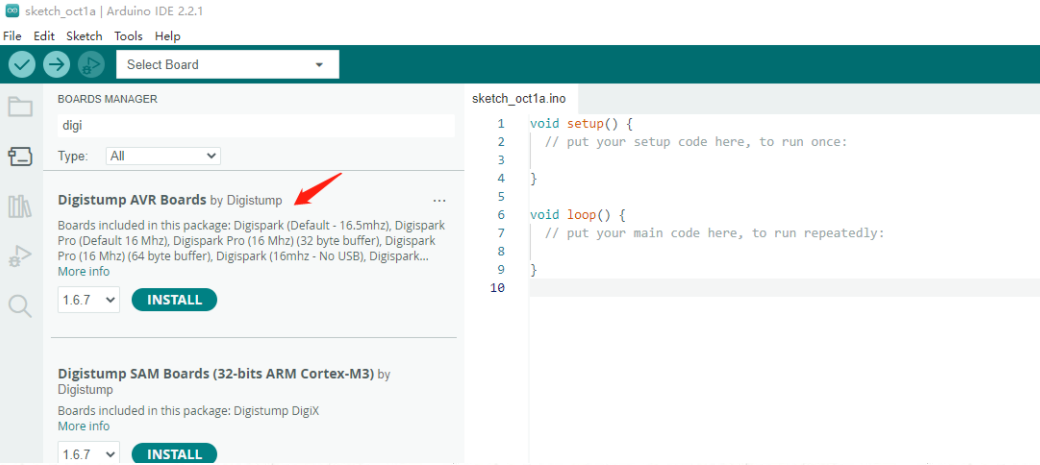 sketch_oct1a | Arduino IDE 2.2.1
File Edit Sketch Tools Help
Select Board
BOARDS MANAGER
digi
Type: All
Digistump AVR Boards by Digistump
...
Boards included in this package: Digispark (Default - 16.5mhz), Digispark
Pro (Default 16 Mhz), Digispark Pro (16 Mhz) (32 byte buffer), Digispark
Pro (16 Mhz) (64 byte buffer), Digispark (16mhz - No USB), Digispark...
More info
1.6.7 INSTALL
Digistump SAM Boards (32-bits ARM Cortex-M3) by
Digistump
Boards included in this package: Digistump DigiX
More info
1.6.7 INSTALL
sketch_oct1a.ino
1 void setup() {
2 // put your setup code here, to run once:
3
4 }
5
6 void loop() {
7 // put your main code here, to run repeatedly:
8
9 }
10